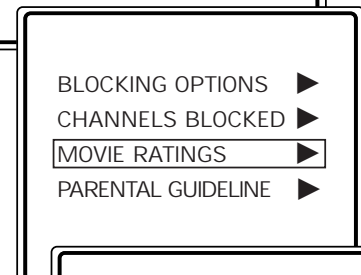 BLOCKING OPTIONS ▶
CHANNELS BLOCKED ▶
MOVIE RATINGS ▶
PARENTAL GUIDELINE ▶